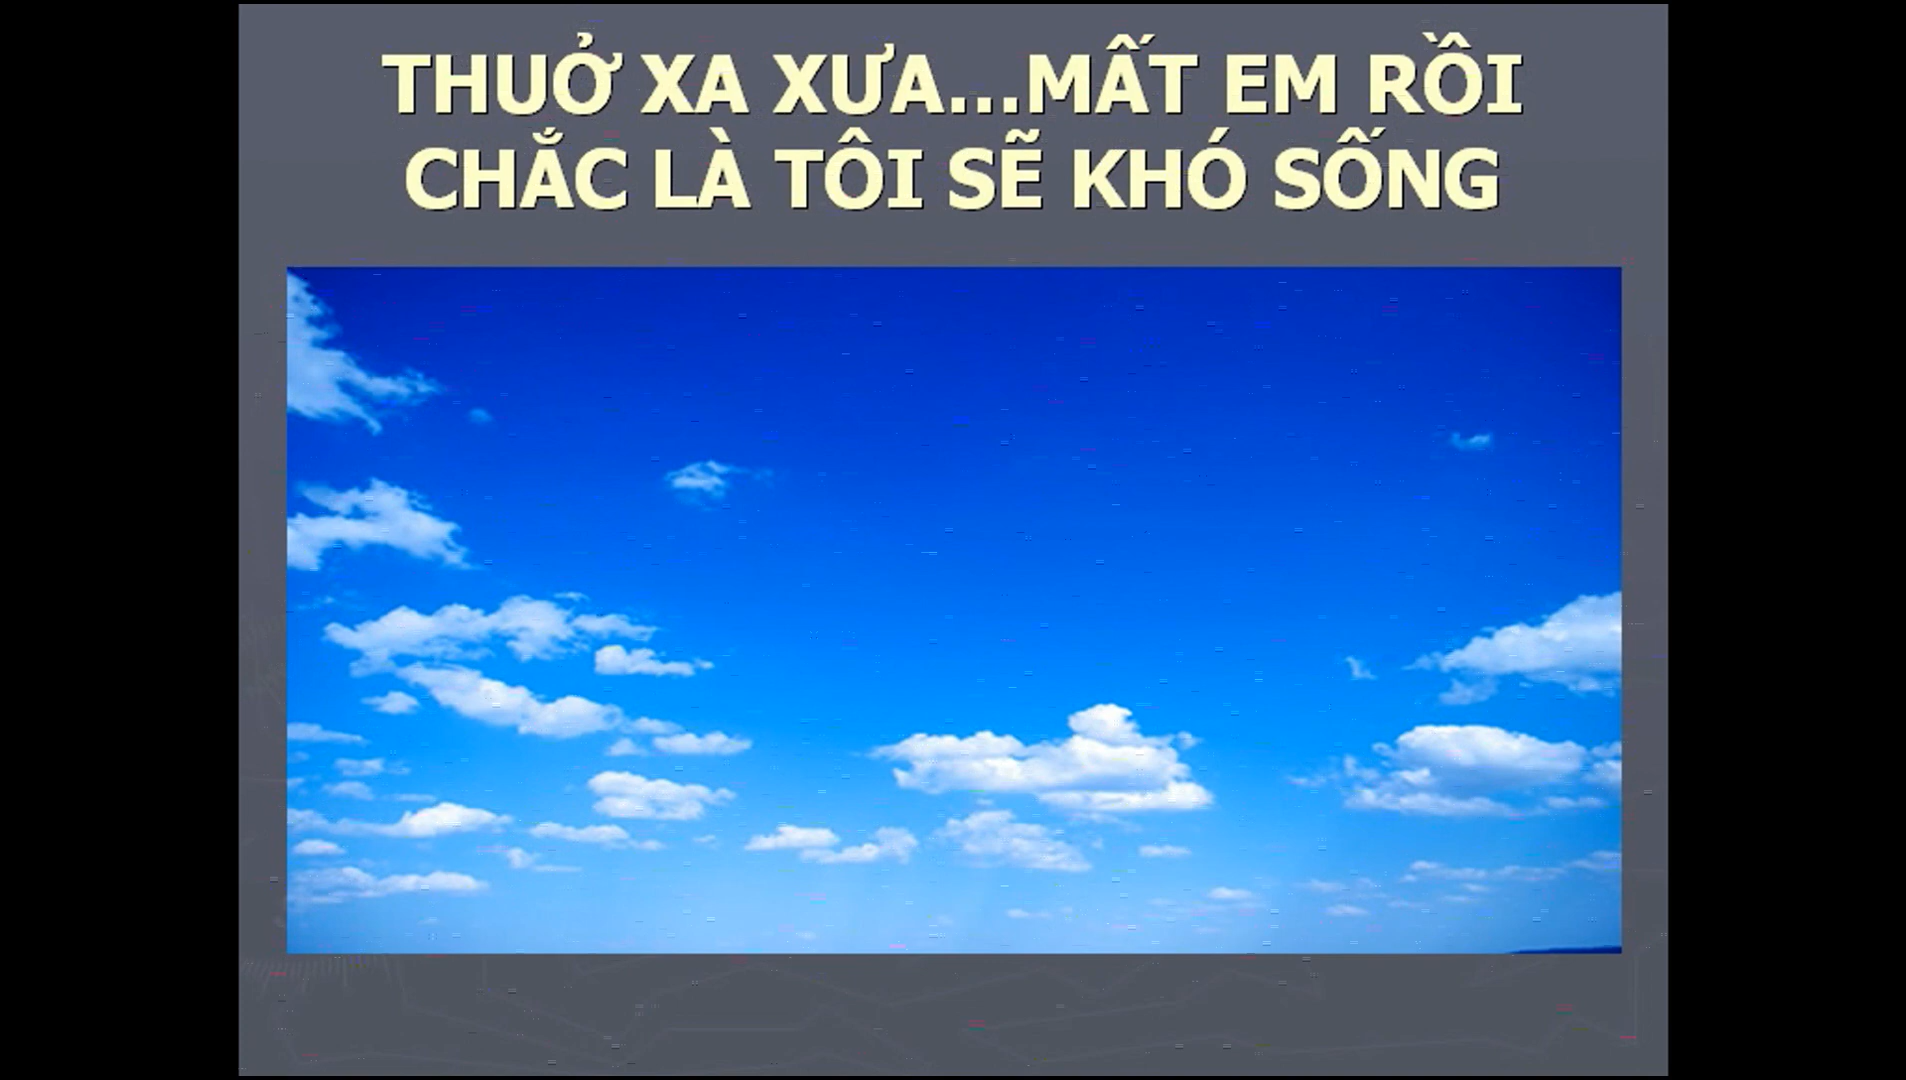 THUỞ XA XƯA...MẤT EM RỒI
CHẮC LÀ TÔI SẼ KHÓ SỐNG